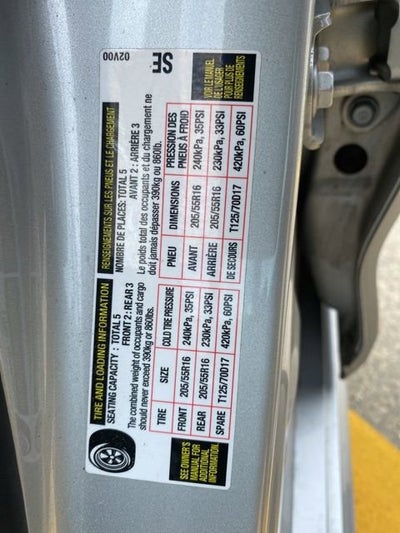 TIRE AND LOADING INFORMATION
SEATING CAPACITY : TOTAL 5
FRONT 2 : REAR 3
The combined weight of occupants and cargo
should never exceed 390kg or 860lbs.
TIRE SIZE COLD TIRE PRESSURE
FRONT 205/55R16 240kPa, 35PSI
REAR 205/55R16 230kPa, 33PSI
SPARE T125/70D17 420kPa, 60PSI
SEE OWNER'S
MANUAL FOR
ADDITIONAL
INFORMATION
RENSEIGNEMENTS SUR LES PNEUS ET LE CHARGEMENT
NOMBRE DE PLACES: TOTAL 5
AVANT 2 : ARRIÈRE 3
Le poids total des occupants et du chargement ne
doit jamais dépasser 390kg ou 860lb.
PNEU DIMENSIONS PRESSION DES
PNEUS À FROID
AVANT 205/55R16 240kPa, 35PSI
ARRIÈRE 205/55R16 230kPa, 33PSI
DE SECOURS T125/70D17 420kPa, 60PSI
VOIR LE MANUEL
DE L'USAGER
POUR PLUS DE
RENSEIGNEMENTS
02V00
SE